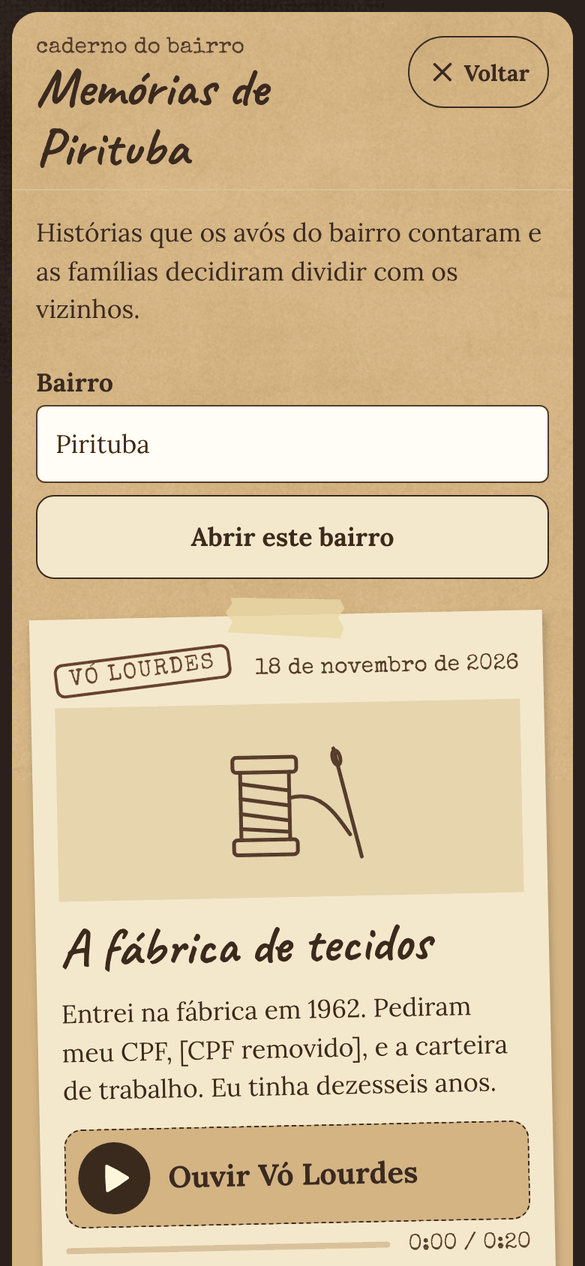 caderno do bairro
Memórias de
Pirituba
Voltar
Histórias que os avós do bairro contaram e
as famílias decidiram dividir com os
vizinhos.
Bairro
Pirituba
Abrir este bairro
VÓ LOURDES
18 de novembro de 2026
A fábrica de tecidos
Entrei na fábrica em 1962. Pediram
meu CPF, [CPF removido], e a carteira
de trabalho. Eu tinha dezesseis anos.
Ouvir Vó Lourdes
0:00 / 0:20